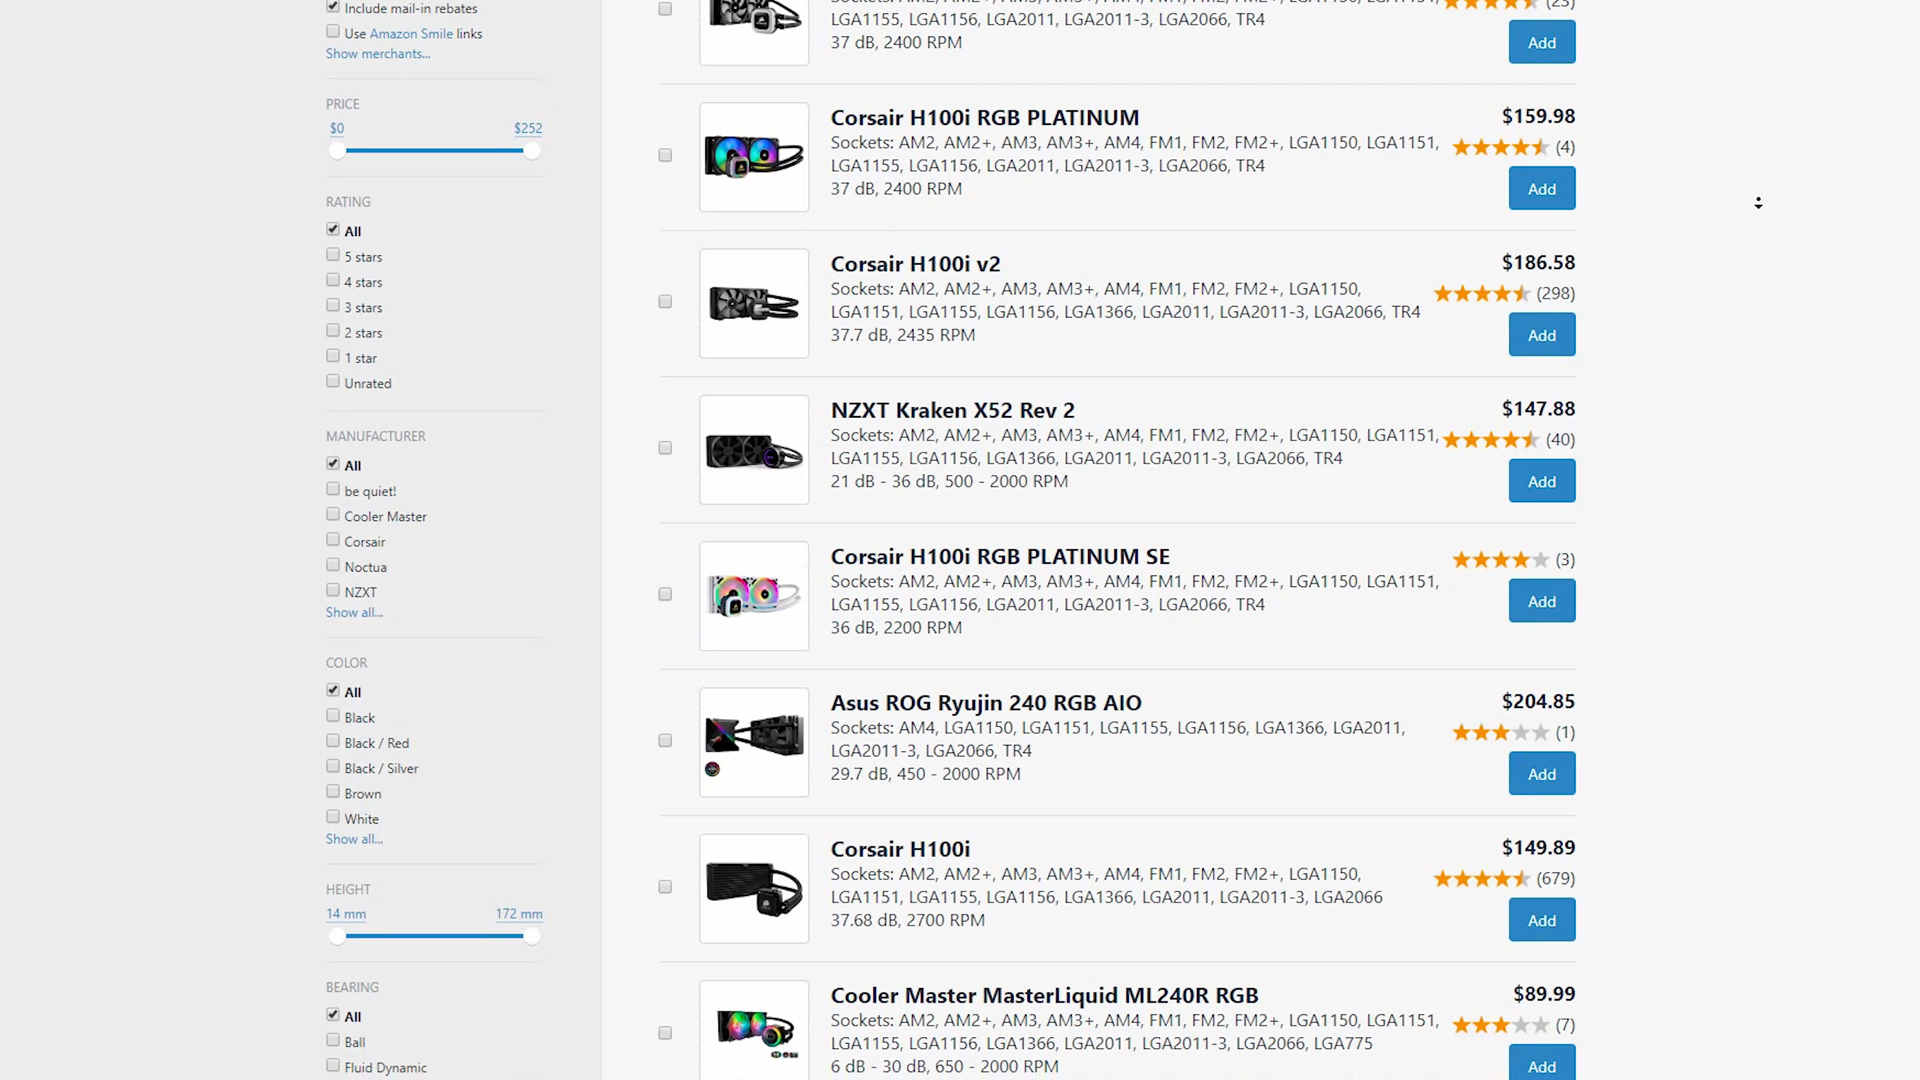 Include mail-in rebates
Use Amazon Smile links
Show merchants...
PRICE
$0 $252
RATING
All
5 stars
4 stars
3 stars
2 stars
1 star
Unrated
MANUFACTURER
All
be quiet!
Cooler Master
Corsair
Noctua
NZXT
Show all...
COLOR
All
Black
Black / Red
Black / Silver
Brown
White
Show all...
HEIGHT
14 mm 172 mm
BEARING
All
Ball
Fluid Dynamic
Sockets: AM2, AM2+, AM3, AM3+, AM4, FM1, FM2, FM2+, LGA1150, LGA1151, (23)
LGA1155, LGA1156, LGA2011, LGA2011-3, LGA2066, TR4
37 dB, 2400 RPM
Add
Corsair H100i RGB PLATINUM $159.98
Sockets: AM2, AM2+, AM3, AM3+, AM4, FM1, FM2, FM2+, LGA1150, LGA1151, (4)
LGA1155, LGA1156, LGA2011, LGA2011-3, LGA2066, TR4
37 dB, 2400 RPM
Add
Corsair H100i v2 $186.58
Sockets: AM2, AM2+, AM3, AM3+, AM4, FM1, FM2, FM2+, LGA1150, (298)
LGA1151, LGA1155, LGA1156, LGA1366, LGA2011, LGA2011-3, LGA2066, TR4
37.7 dB, 2435 RPM
Add
NZXT Kraken X52 Rev 2 $147.88
Sockets: AM2, AM2+, AM3, AM3+, AM4, FM1, FM2, FM2+, LGA1150, LGA1151, (40)
LGA1155, LGA1156, LGA1366, LGA2011, LGA2011-3, LGA2066, TR4
21 dB - 36 dB, 500 - 2000 RPM
Add
Corsair H100i RGB PLATINUM SE (3)
Sockets: AM2, AM2+, AM3, AM3+, AM4, FM1, FM2, FM2+, LGA1150, LGA1151,
LGA1155, LGA1156, LGA2011, LGA2011-3, LGA2066, TR4
36 dB, 2200 RPM
Add
Asus ROG Ryujin 240 RGB AIO $204.85
Sockets: AM4, LGA1150, LGA1151, LGA1155, LGA1156, LGA1366, LGA2011, (1)
LGA2011-3, LGA2066, TR4
29.7 dB, 450 - 2000 RPM
Add
Corsair H100i $149.89
Sockets: AM2, AM2+, AM3, AM3+, AM4, FM1, FM2, FM2+, LGA1150, (679)
LGA1151, LGA1155, LGA1156, LGA1366, LGA2011, LGA2011-3, LGA2066
37.68 dB, 2700 RPM
Add
Cooler Master MasterLiquid ML240R RGB $89.99
Sockets: AM2, AM2+, AM3, AM3+, AM4, FM1, FM2, FM2+, LGA1150, LGA1151, (7)
LGA1155, LGA1156, LGA1366, LGA2011, LGA2011-3, LGA2066, LGA775
6 dB - 30 dB, 650 - 2000 RPM
Add